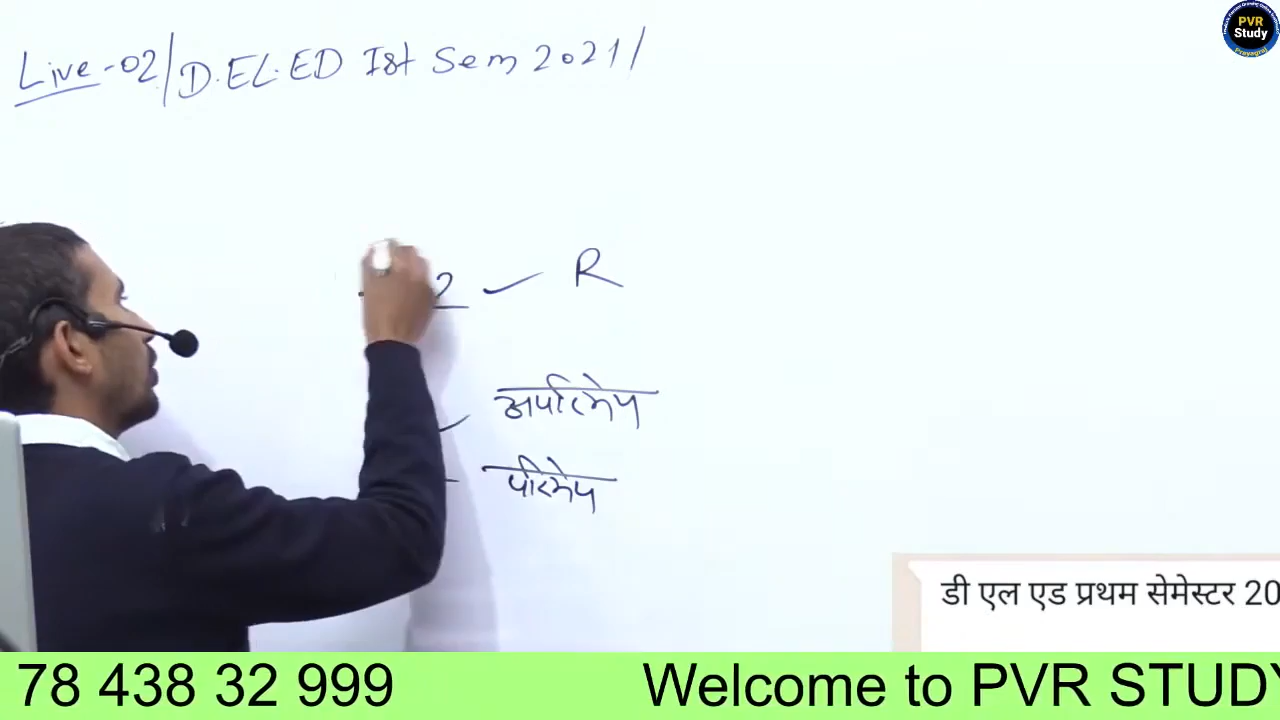 PVR
Study
Prayagraj
Live-02/D.EL.ED Ist Sem 2021/
2 R
अपरिमेय
परिमेय
डी एल एड प्रथम सेमेस्टर 20
78 438 32 999 Welcome to PVR STUDY